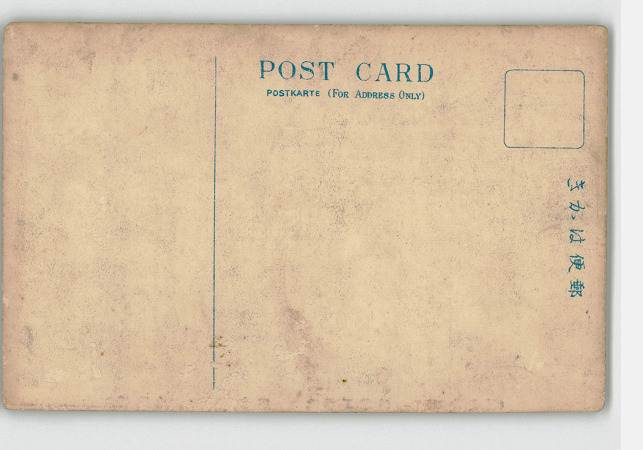 POST CARD
POSTKARTE (FOR ADDRESS ONLY)
郵便はかき